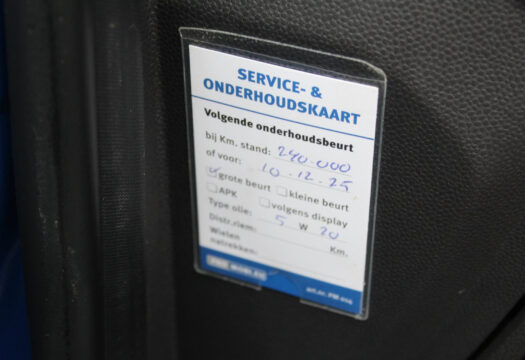 SERVICE- &
ONDERHOUDSKAART
Volgende onderhoudsbeurt
bij Km. stand: 240.000
of voor: 10-12-25
grote beurt kleine beurt
APK volgens display
Type olie: 5 W 20
Distr.riem: Km.
Wielen
natrekken: